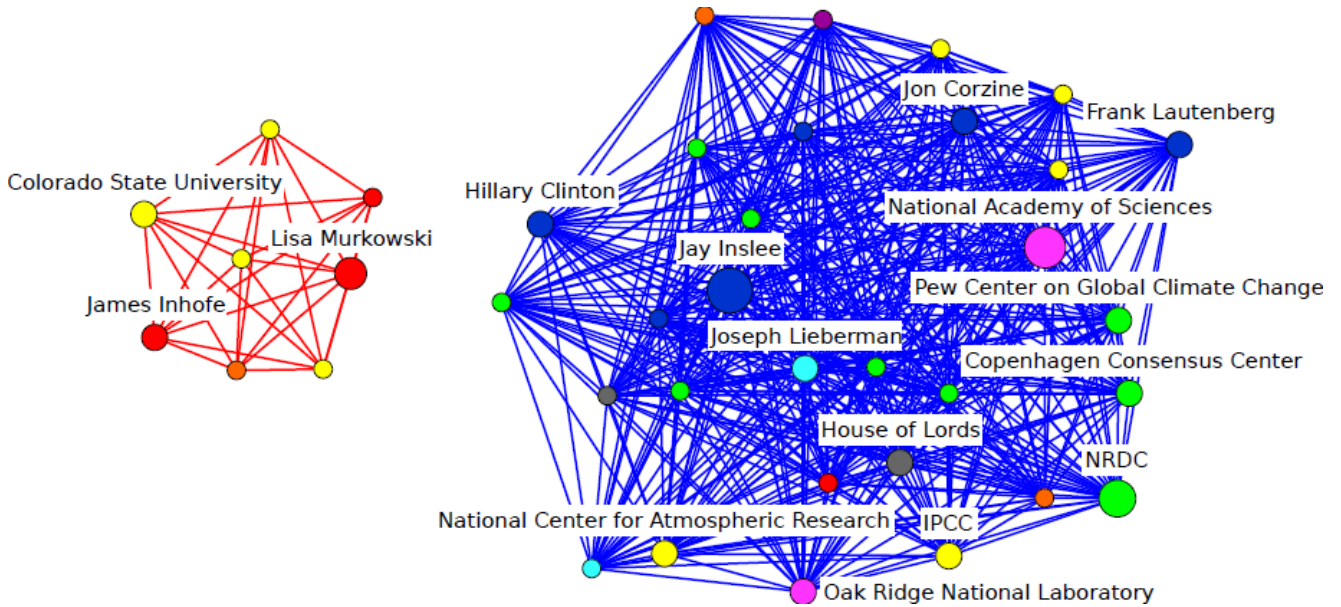 Colorado State University
Lisa Murkowski
James Inhofe
Jon Corzine
Frank Lautenberg
Hillary Clinton
National Academy of Sciences
Jay Inslee
Pew Center on Global Climate Change
Joseph Lieberman
Copenhagen Consensus Center
House of Lords
NRDC
National Center for Atmospheric Research
IPCC
Oak Ridge National Laboratory